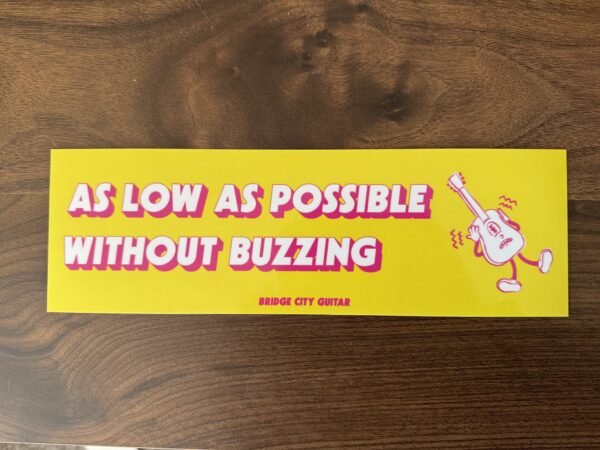 AS LOW AS POSSIBLE
WITHOUT BUZZING
BRIDGE CITY GUITAR